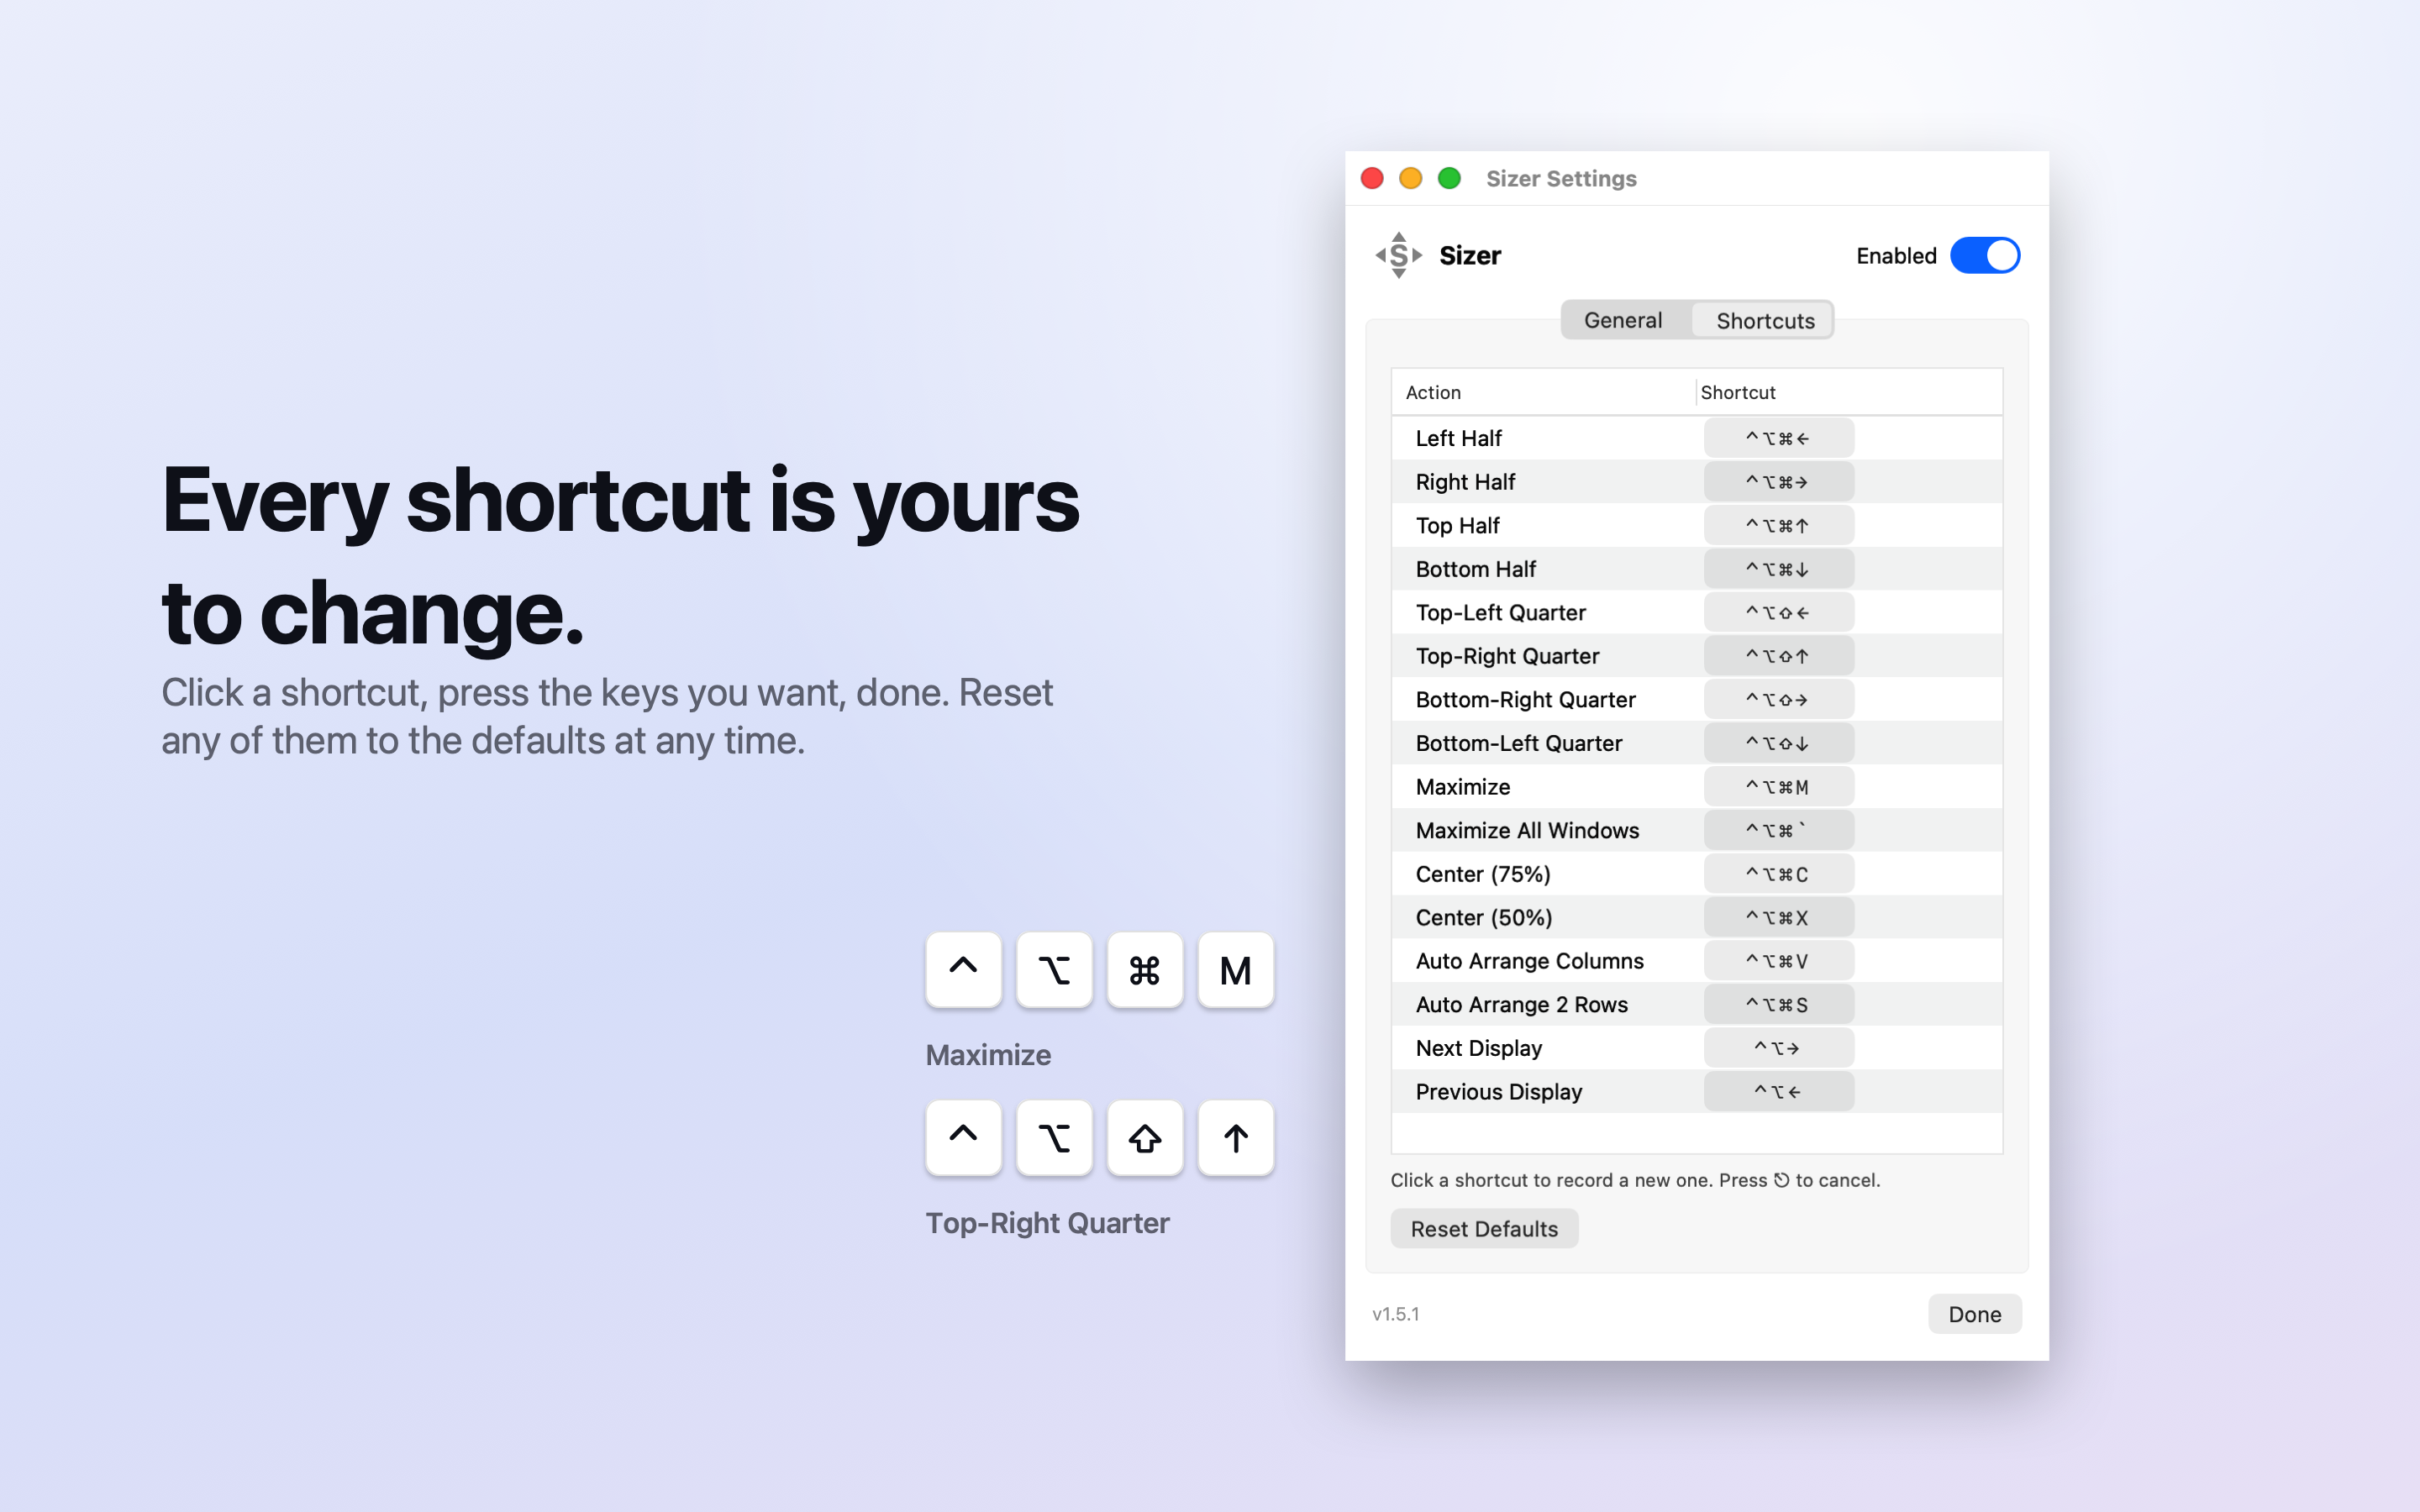 Every shortcut is yours
to change.
Click a shortcut, press the keys you want, done. Reset
any of them to the defaults at any time.
^ ⌥ ⌘ M
Maximize
^ ⌥ ⇧ ↑
Top-Right Quarter
Sizer Settings
S Sizer Enabled
General Shortcuts
Action Shortcut
Left Half ^⌥⌘←
Right Half ^⌥⌘→
Top Half ^⌥⌘↑
Bottom Half ^⌥⌘↓
Top-Left Quarter ^⌥⇧←
Top-Right Quarter ^⌥⇧↑
Bottom-Right Quarter ^⌥⇧→
Bottom-Left Quarter ^⌥⇧↓
Maximize ^⌥⌘M
Maximize All Windows ^⌥⌘`
Center (75%) ^⌥⌘C
Center (50%) ^⌥⌘X
Auto Arrange Columns ^⌥⌘V
Auto Arrange 2 Rows ^⌥⌘S
Next Display ^⌥→
Previous Display ^⌥←
Click a shortcut to record a new one. Press ⎋ to cancel.
Reset Defaults
v1.5.1 Done